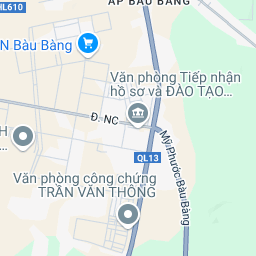 ẤP BÀU BÀNG
HL610
N Bàu Bàng
Văn phòng Tiếp nhận
hồ sơ và ĐÀO TẠO...
Đ. NC
H
Mỹ Phước Bàu Bàng
QL13
Văn phòng công chứng
TRẦN VĂN THÔNG